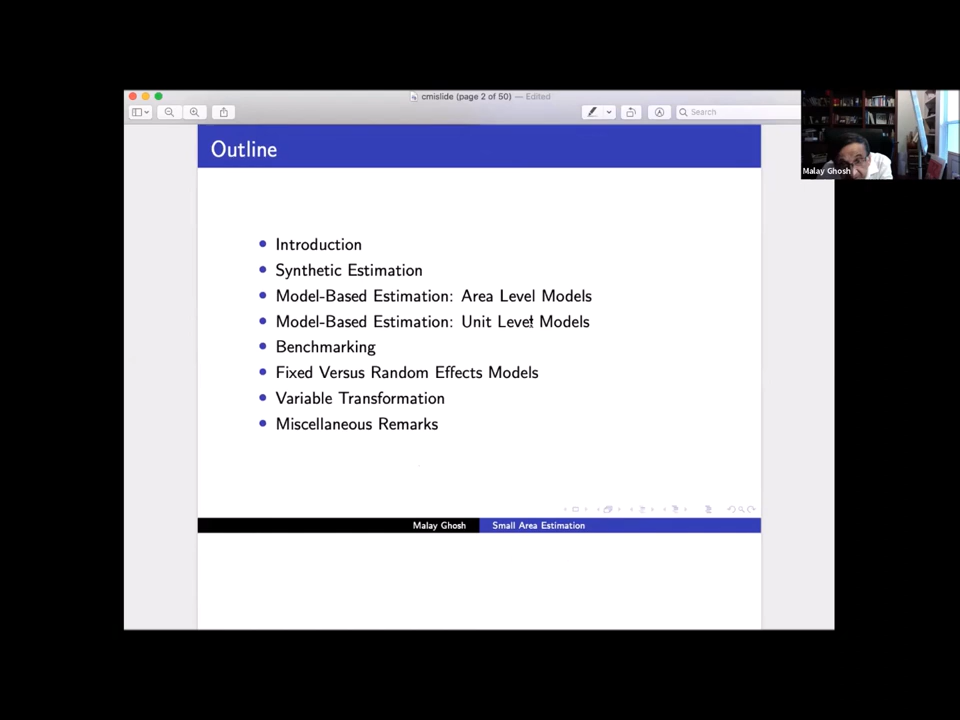 cmislide (page 2 of 50) — Edited
Search
Outline
Malay Ghosh
Introduction
Synthetic Estimation
Model-Based Estimation: Area Level Models
Model-Based Estimation: Unit Level Models
Benchmarking
Fixed Versus Random Effects Models
Variable Transformation
Miscellaneous Remarks
Malay Ghosh
Small Area Estimation